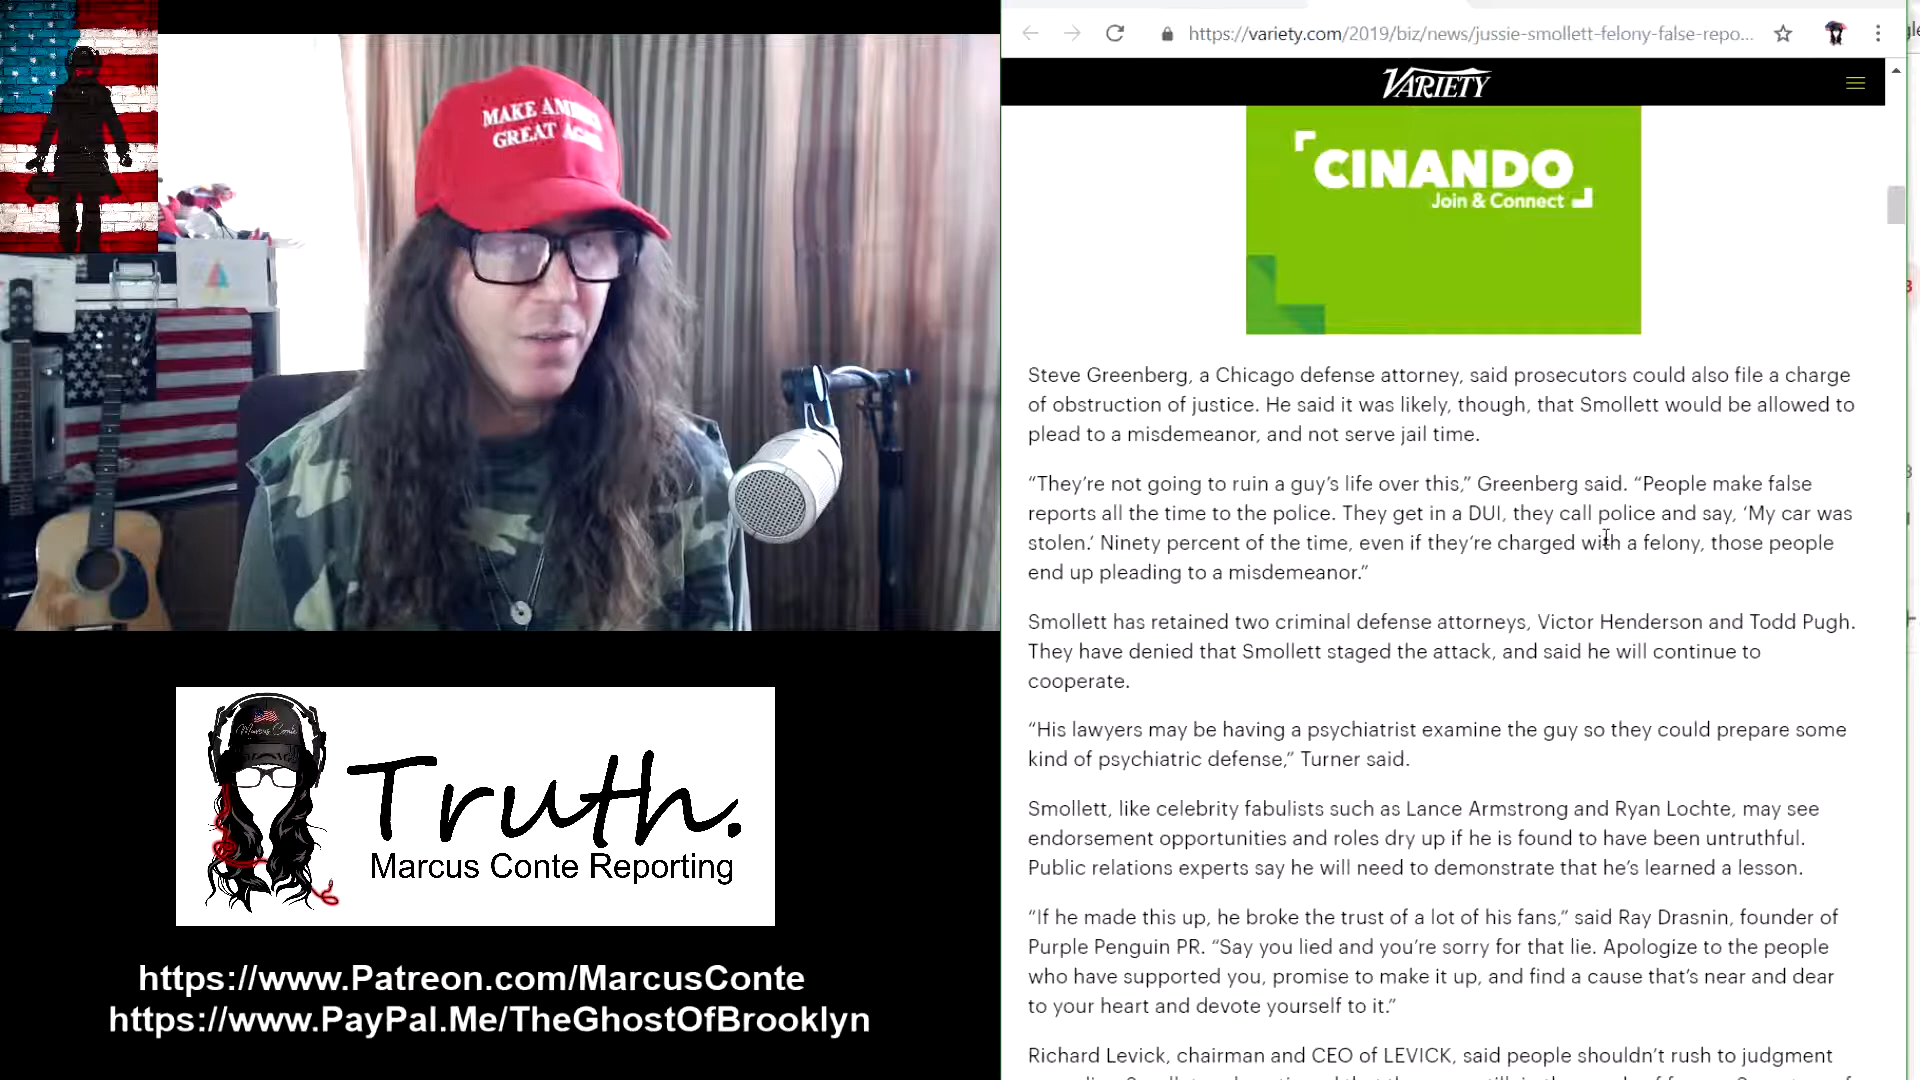 MAKE AMERICA
GREAT AGAIN
Marcus Conte
Truth.
Marcus Conte Reporting
https://www.Patreon.com/MarcusConte
https://www.PayPal.Me/TheGhostOfBrooklyn
https://variety.com/2019/biz/news/jussie-smollett-felony-false-repo...
VARIETY
CINANDO
Join & Connect
Steve Greenberg, a Chicago defense attorney, said prosecutors could also file a charge
of obstruction of justice. He said it was likely, though, that Smollett would be allowed to
plead to a misdemeanor, and not serve jail time.
“They’re not going to ruin a guy’s life over this,” Greenberg said. “People make false
reports all the time to the police. They get in a DUI, they call police and say, ‘My car was
stolen.’ Ninety percent of the time, even if they’re charged with a felony, those people
end up pleading to a misdemeanor.”
Smollett has retained two criminal defense attorneys, Victor Henderson and Todd Pugh.
They have denied that Smollett staged the attack, and said he will continue to
cooperate.
“His lawyers may be having a psychiatrist examine the guy so they could prepare some
kind of psychiatric defense,” Turner said.
Smollett, like celebrity fabulists such as Lance Armstrong and Ryan Lochte, may see
endorsement opportunities and roles dry up if he is found to have been untruthful.
Public relations experts say he will need to demonstrate that he’s learned a lesson.
“If he made this up, he broke the trust of a lot of his fans,” said Ray Drasnin, founder of
Purple Penguin PR. “Say you lied and you’re sorry for that lie. Apologize to the people
who have supported you, promise to make it up, and find a cause that’s near and dear
to your heart and devote yourself to it.”
Richard Levick, chairman and CEO of LEVICK, said people shouldn’t rush to judgment